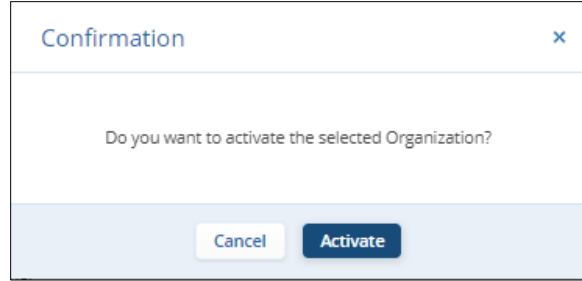 Confirmation ×
Do you want to activate the selected Organization?
Cancel Activate